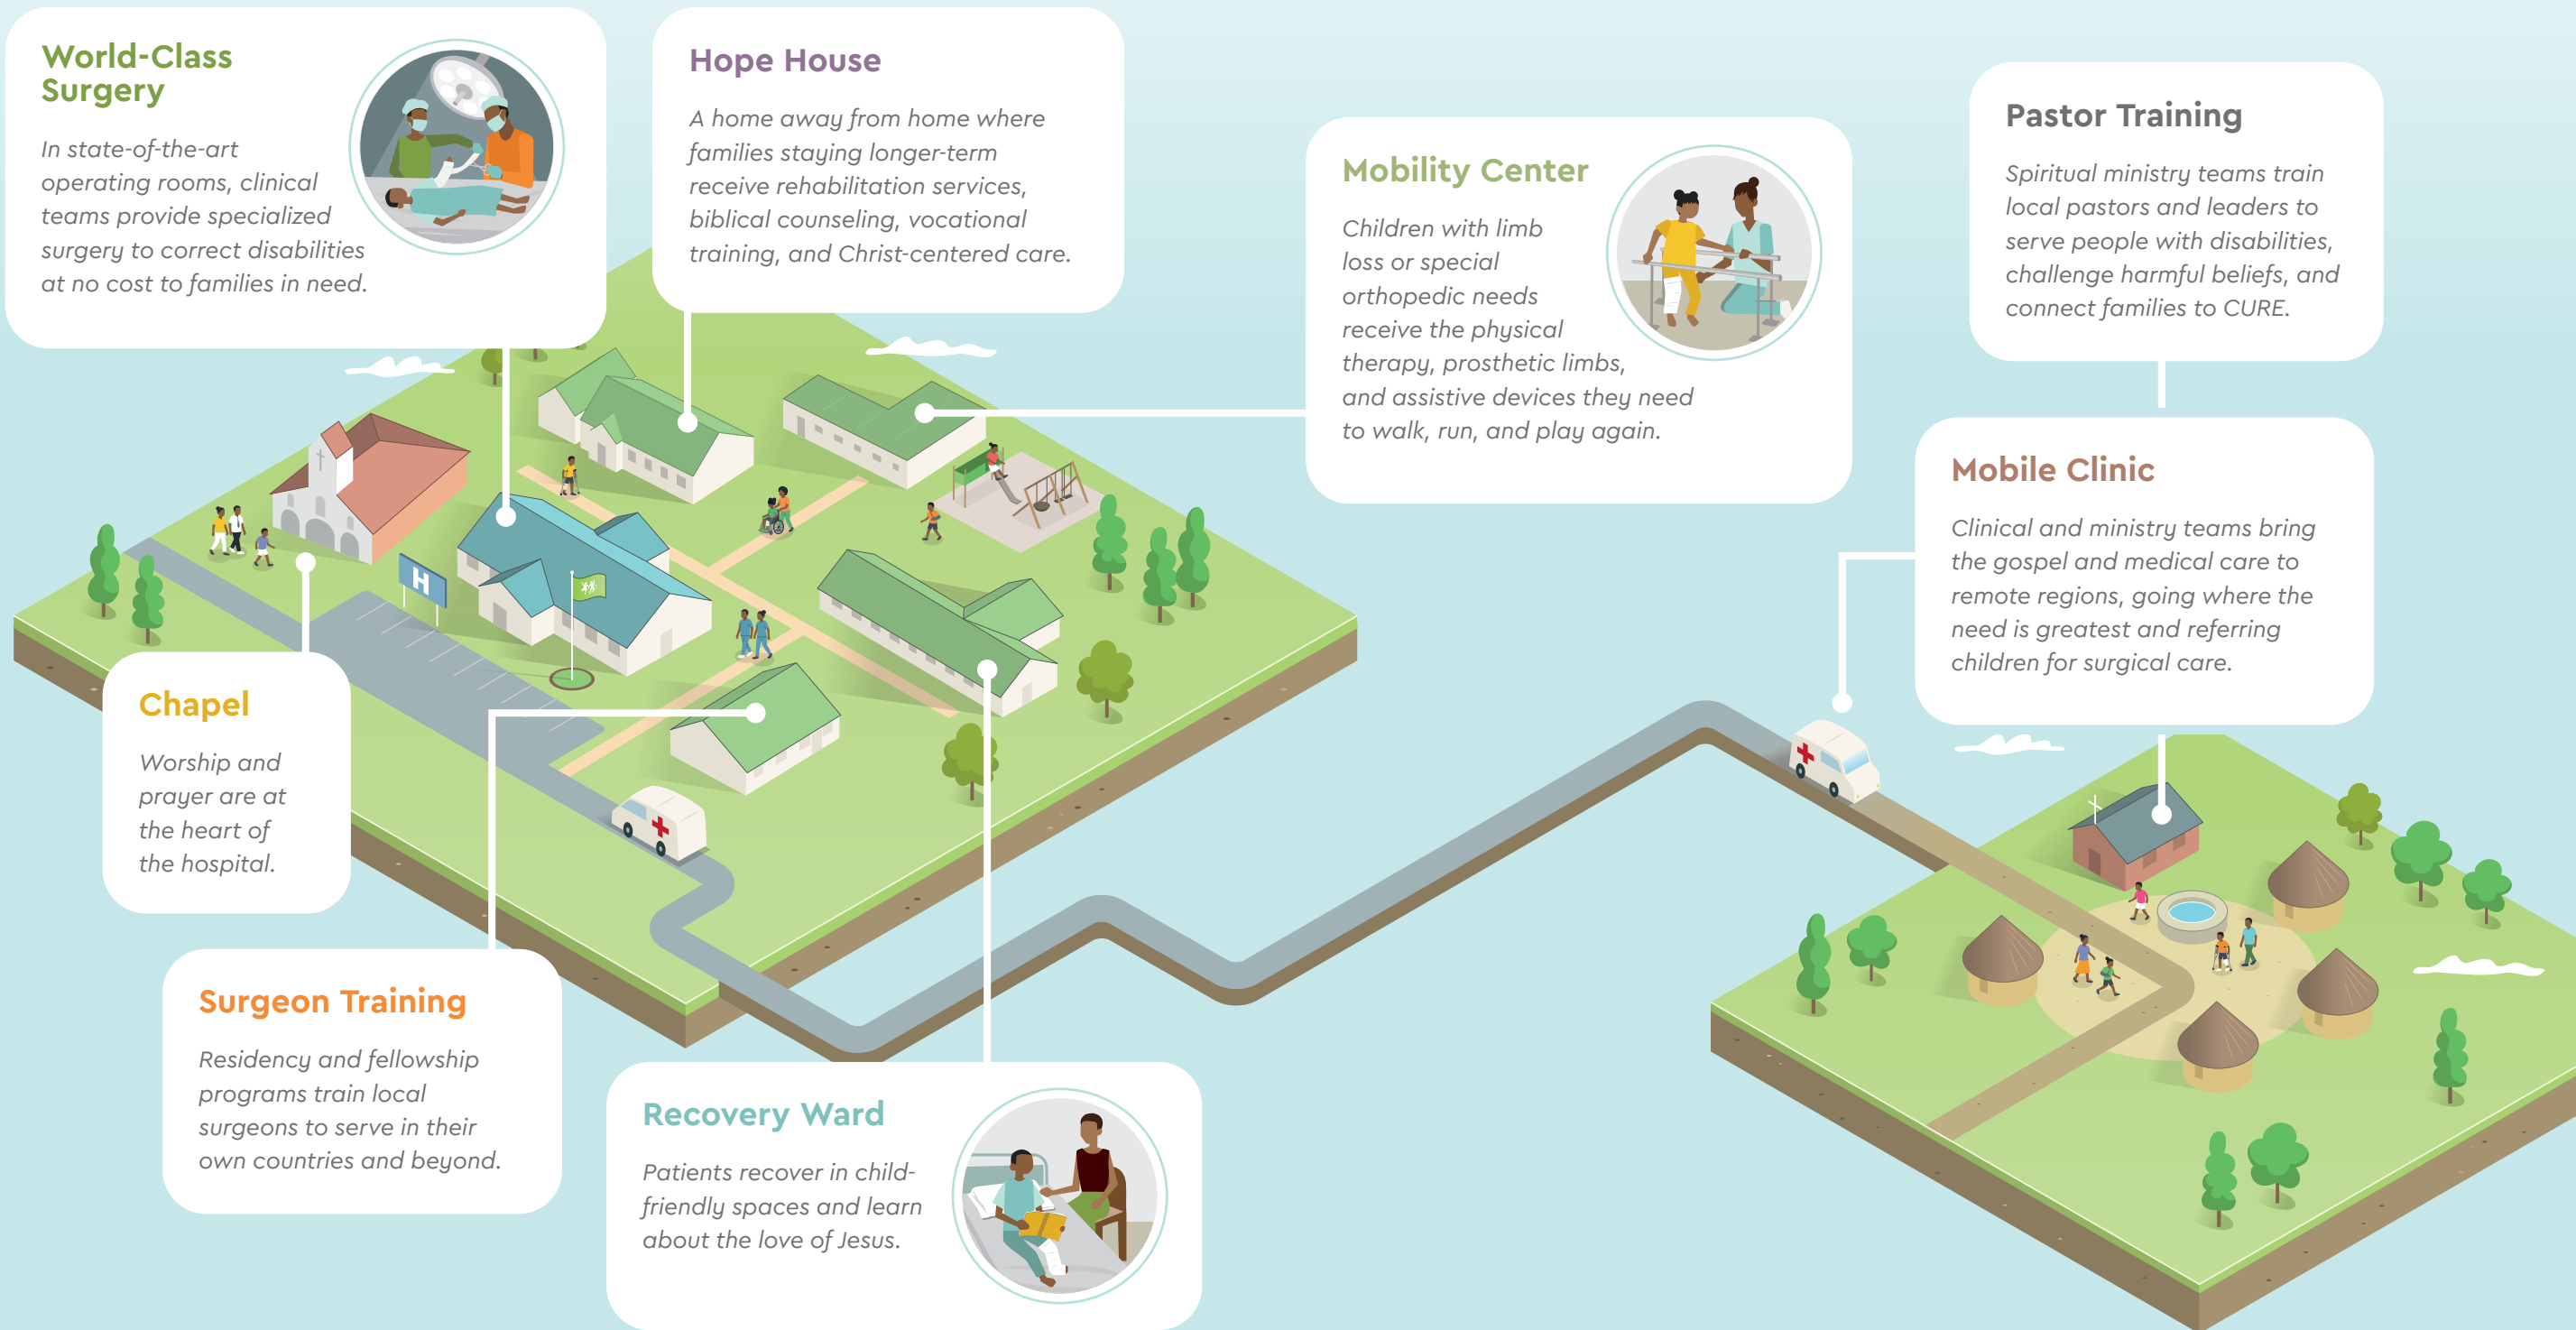 World-Class
Surgery
In state-of-the-art
operating rooms, clinical
teams provide specialized
surgery to correct disabilities
at no cost to families in need.
Hope House
A home away from home where
families staying longer-term
receive rehabilitation services,
biblical counseling, vocational
training, and Christ-centered care.
Mobility Center
Children with limb
loss or special
orthopedic needs
receive the physical
therapy, prosthetic limbs,
and assistive devices they need
to walk, run, and play again.
Pastor Training
Spiritual ministry teams train
local pastors and leaders to
serve people with disabilities,
challenge harmful beliefs, and
connect families to CURE.
Mobile Clinic
Clinical and ministry teams bring
the gospel and medical care to
remote regions, going where the
need is greatest and referring
children for surgical care.
H
Chapel
Worship and
prayer are at
the heart of
the hospital.
Surgeon Training
Residency and fellowship
programs train local
surgeons to serve in their
own countries and beyond.
Recovery Ward
Patients recover in child-
friendly spaces and learn
about the love of Jesus.